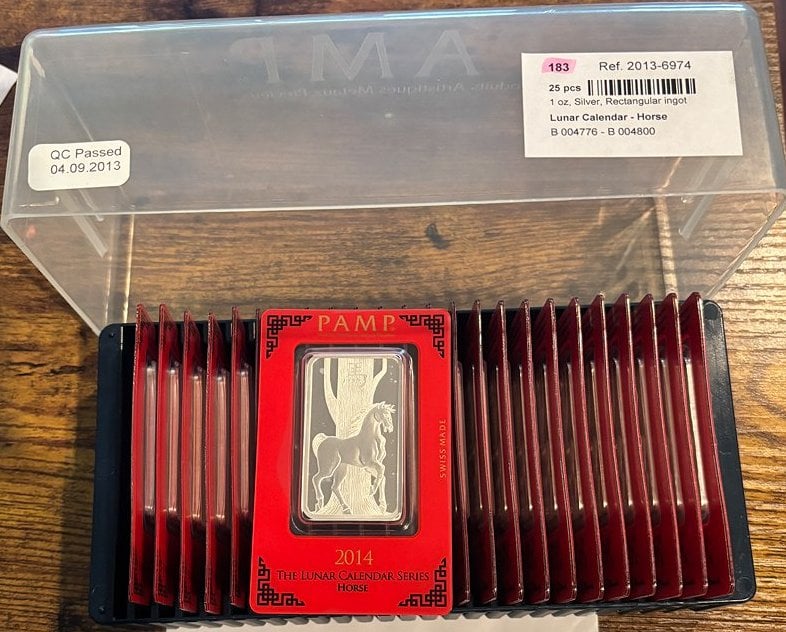 AMP
183 Ref. 2013-6974
25 pcs
1 oz, Silver, Rectangular ingot
Lunar Calendar - Horse
B 004776 - B 004800
QC Passed
04.09.2013
PAMP
SWISS MADE
2014
THE LUNAR CALENDAR SERIES
HORSE